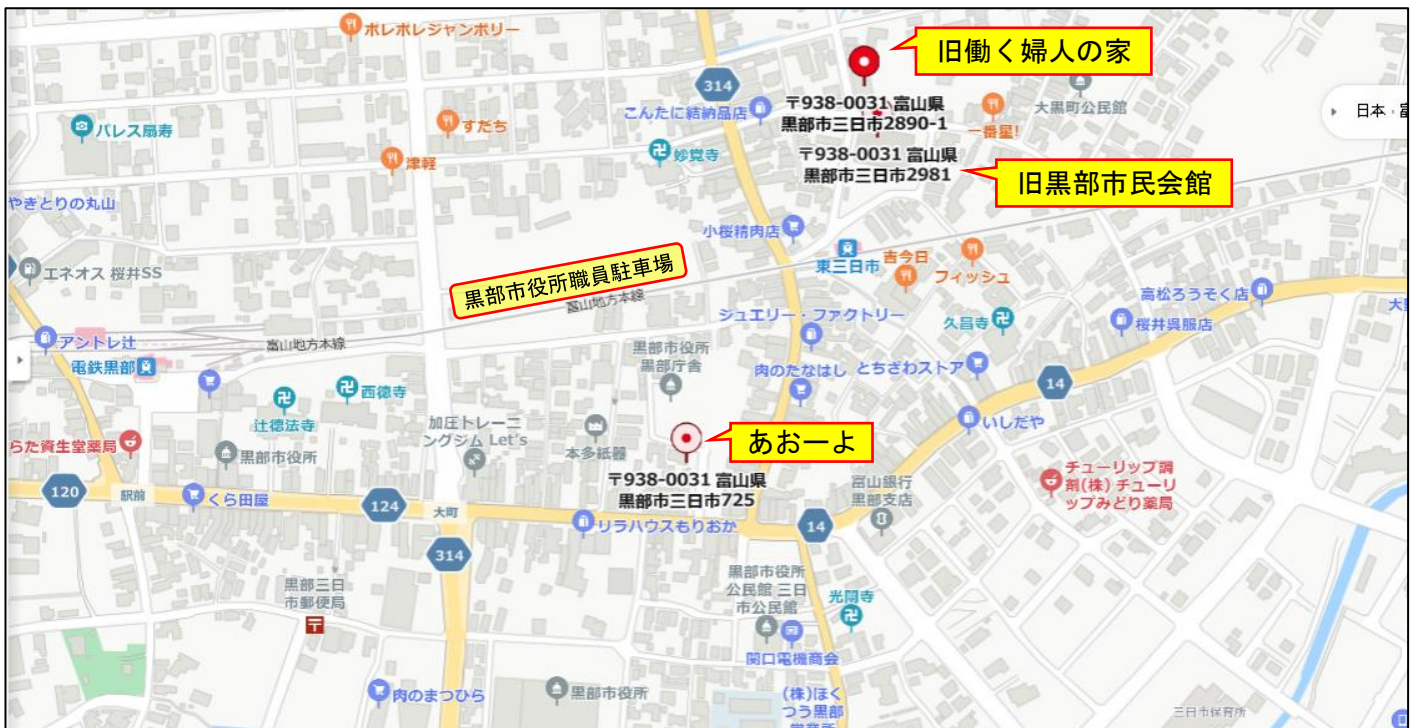 ポレポレジャンボリー
旧働く婦人の家
314
大黒町公民館
〒938-0031 富山県
黒部市三日市2890-1
こんたに結納品店
一番星!
日本・富
パレス扇寿
すだち
津軽
妙覚寺
〒938-0031 富山県
黒部市三日市2981
旧黒部市民会館
やきとりの丸山
小桜精肉店
東三日市
吉今日
フィッシュ
エネオス 桜井SS
黒部市役所職員駐車場
富山地方本線
高松ろうそく店
桜井呉服店
ジュエリー・ファクトリー
久昌寺
アントレ辻
富山地方本線
電鉄黒部
黒部市役所
黒部庁舎
肉のたなはし
とちざわストア
14
西徳寺
辻徳法寺
加圧トレーニ
ングジム Let's
本多紙器
いしだや
あおーよ
らた資生堂薬局
黒部市役所
〒938-0031 富山県
黒部市三日市725
富山銀行
黒部支店
チューリップ調
剤(株) チューリ
ップみどり薬局
120
駅前
くら田屋
124
大町
リラハウスもりおか
14
314
黒部三日
市郵便局
黒部市役所
公民館 三日
市公民館
光闡寺
関口電機商会
肉のまつひら
黒部市役所
(株)ほく
つう黒部
三日市保育所